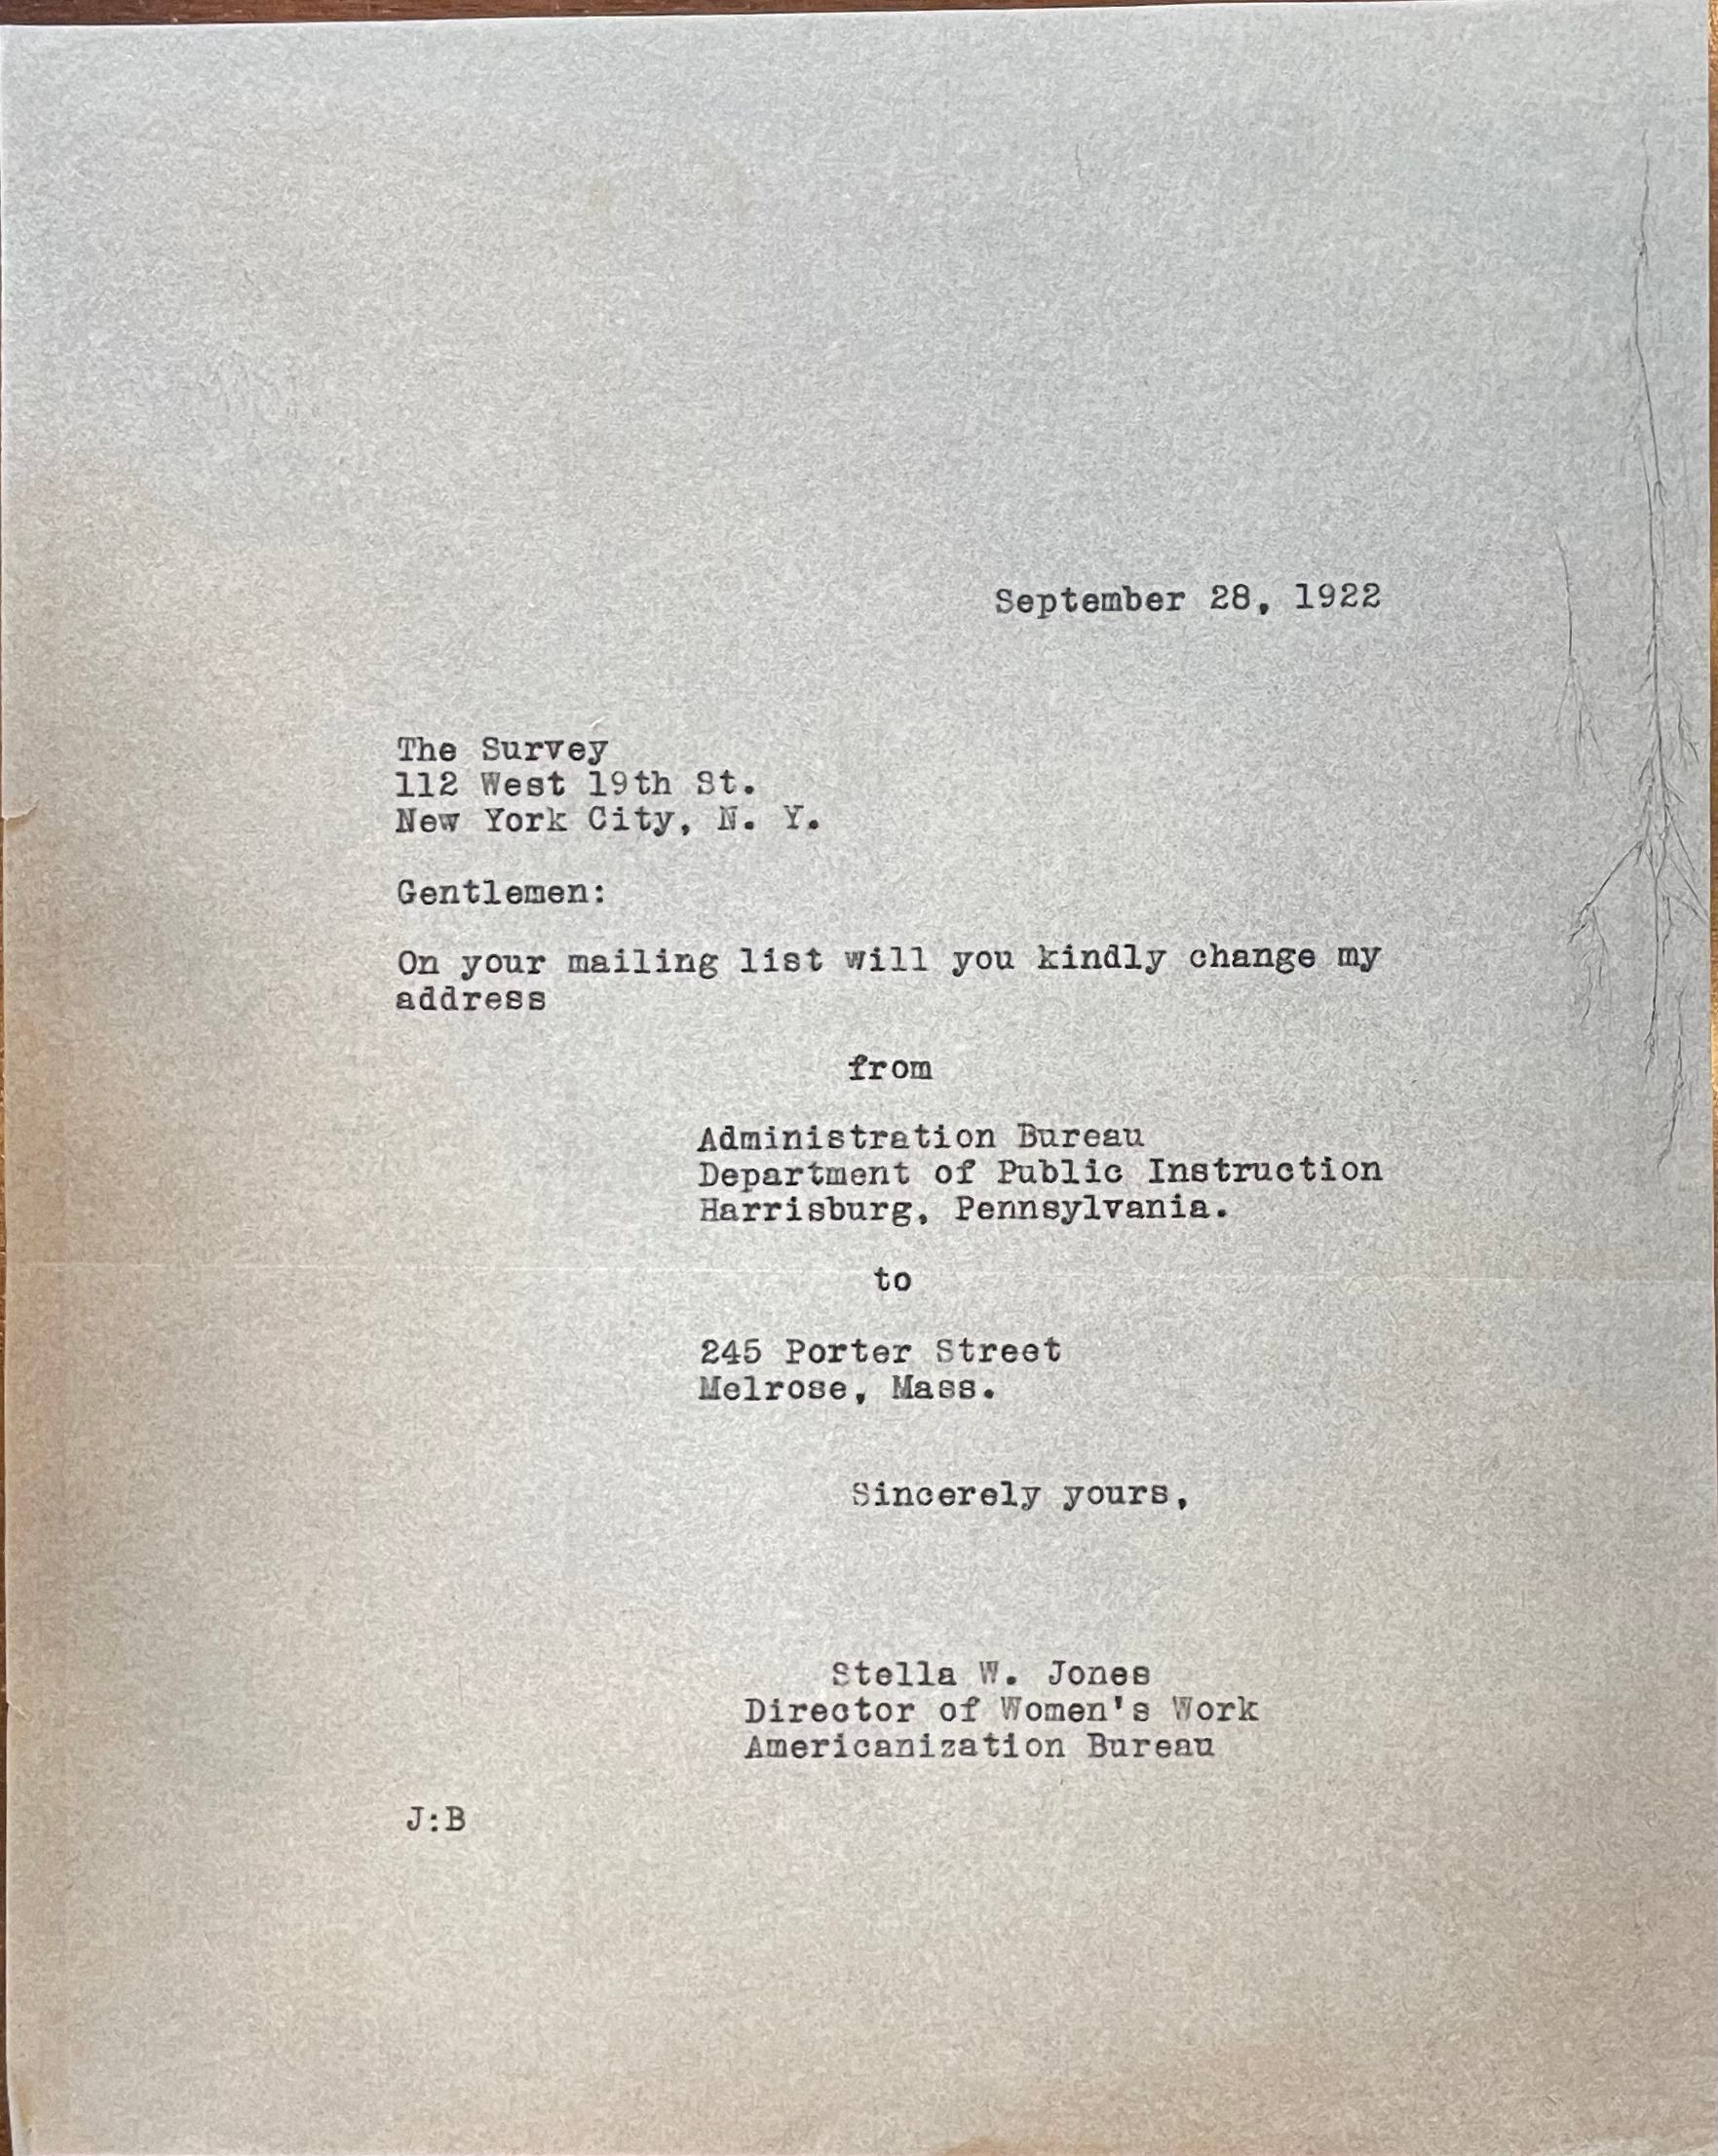 September 28, 1922
The Survey
112 West 19th St.
New York City, N. Y.
Gentlemen:
On your mailing list will you kindly change my
address
from
Administration Bureau
Department of Public Instruction
Harrisburg, Pennsylvania.
to
245 Porter Street
Melrose, Mass.
Sincerely yours,
Stella W. Jones
Director of Women's Work
Americanization Bureau
J:B